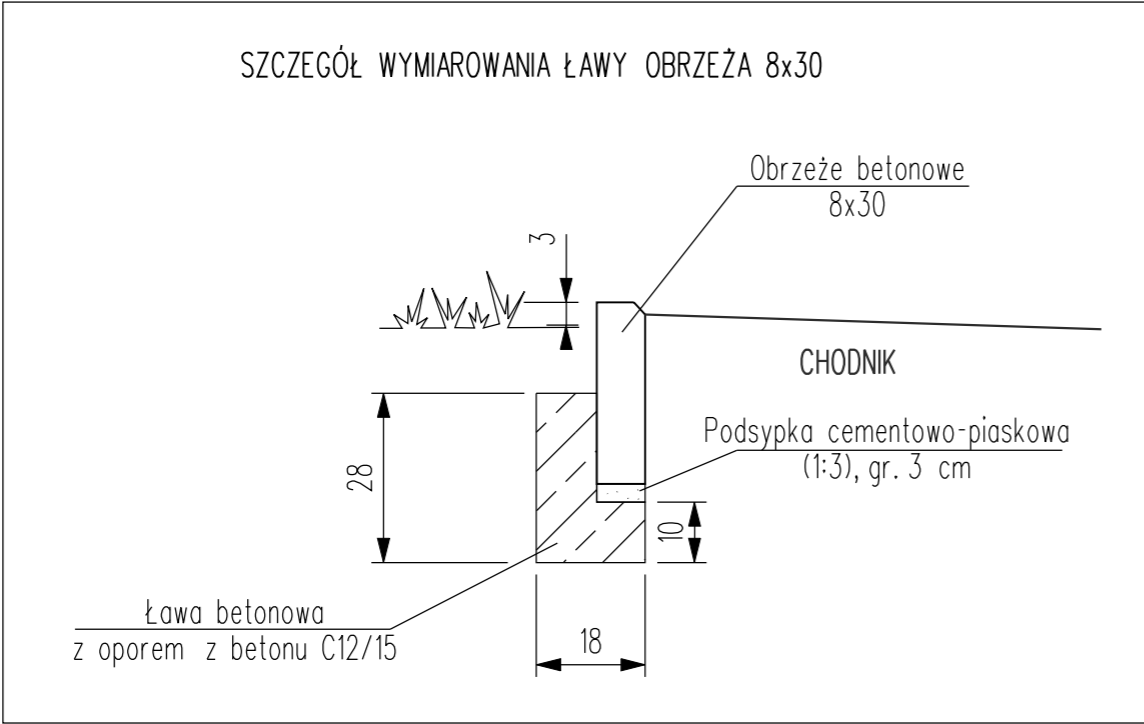 SZCZEGÓŁ WYMIAROWANIA ŁAWY OBRZEŻA 8x30
Obrzeże betonowe
8x30
3
CHODNIK
Podsypka cementowo-piaskowa
(1:3), gr. 3 cm
28
10
Ława betonowa
z oporem z betonu C12/15
18